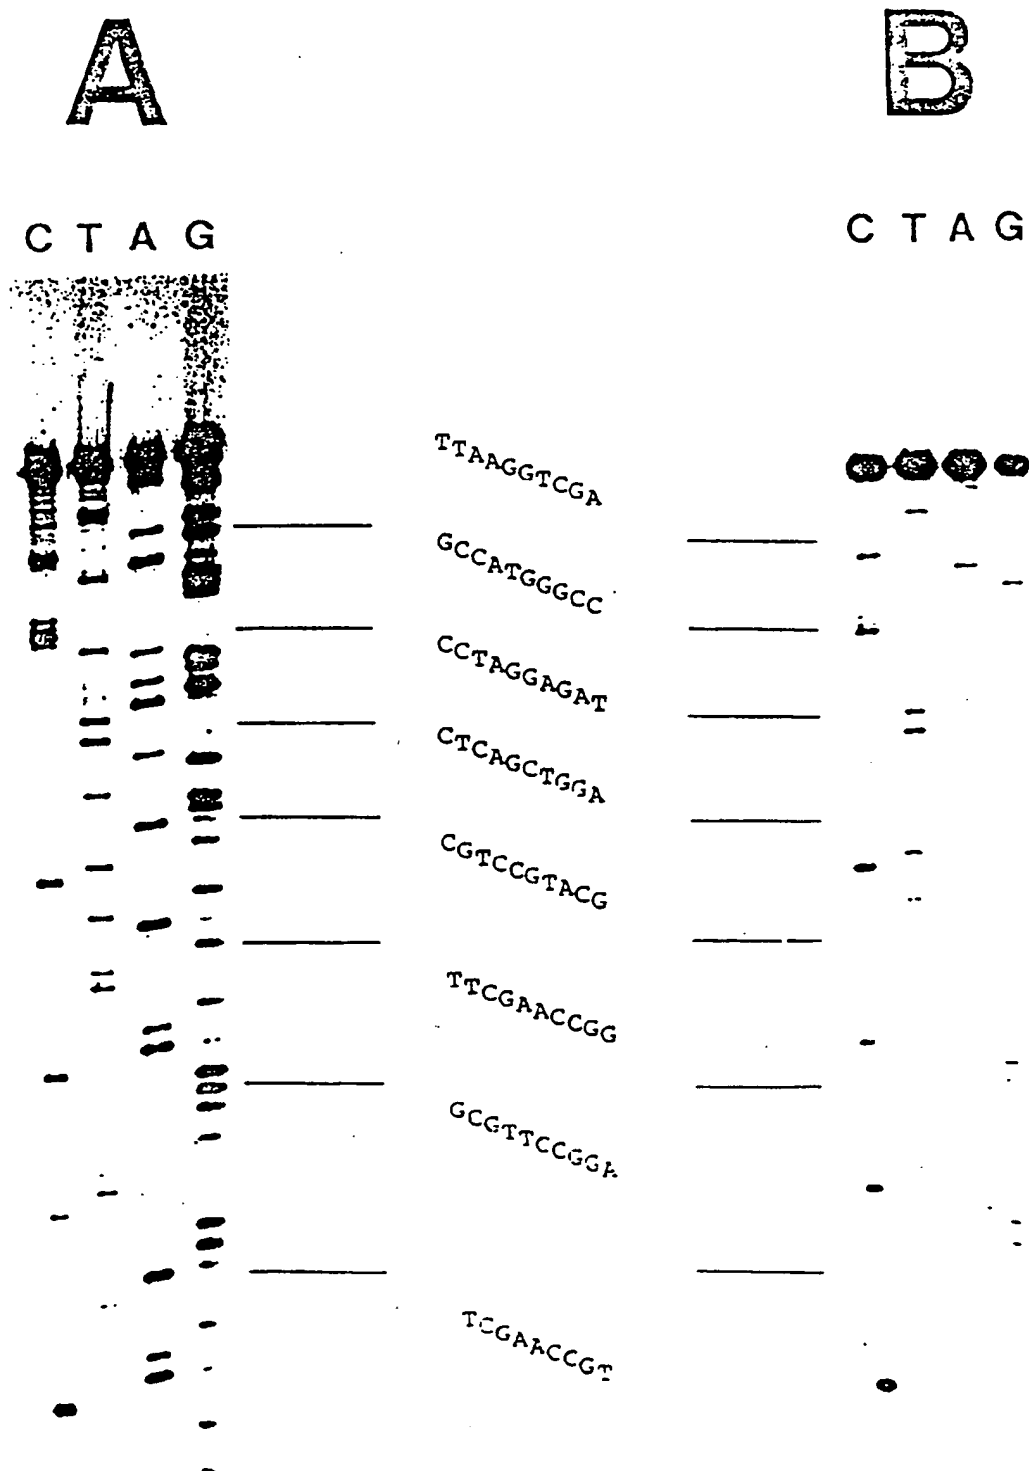 A B
C T A G C T A G
TTAAGGTCGA
GCCATGGGCC
CCTAGGAGAT
CTCAGCTGGA
CGTCCGTACG
TTCGAACCGG
GCGTTCCGGA
TCGAACCGT